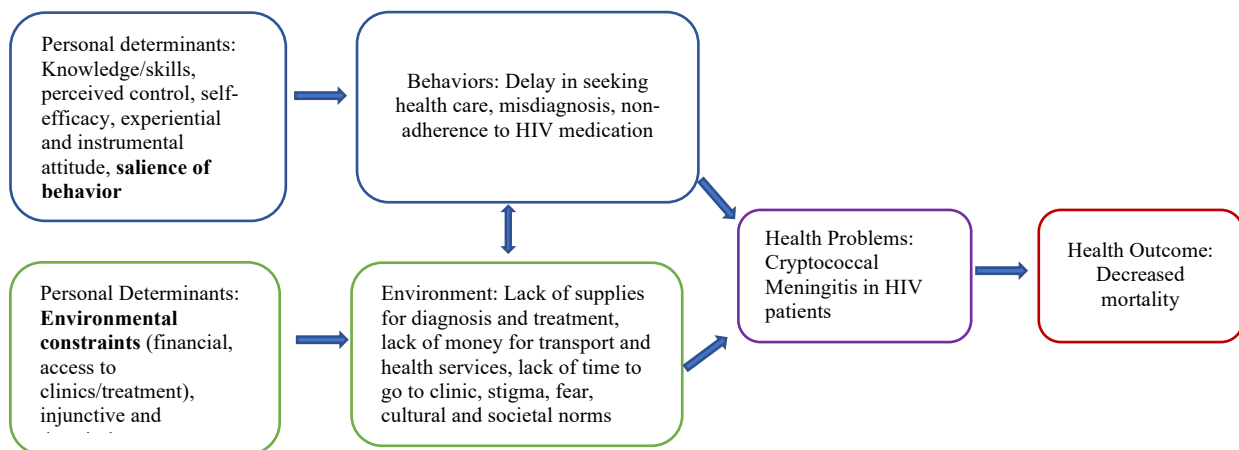 Personal determinants:
Knowledge/skills,
perceived control, self-
efficacy, experiential
and instrumental
attitude, salience of
behavior
Behaviors: Delay in seeking
health care, misdiagnosis, non-
adherence to HIV medication
Personal Determinants:
Environmental
constraints (financial,
access to
clinics/treatment),
injunctive and
Environment: Lack of supplies
for diagnosis and treatment,
lack of money for transport and
health services, lack of time to
go to clinic, stigma, fear,
cultural and societal norms
Health Problems:
Cryptococcal
Meningitis in HIV
patients
Health Outcome:
Decreased
mortality